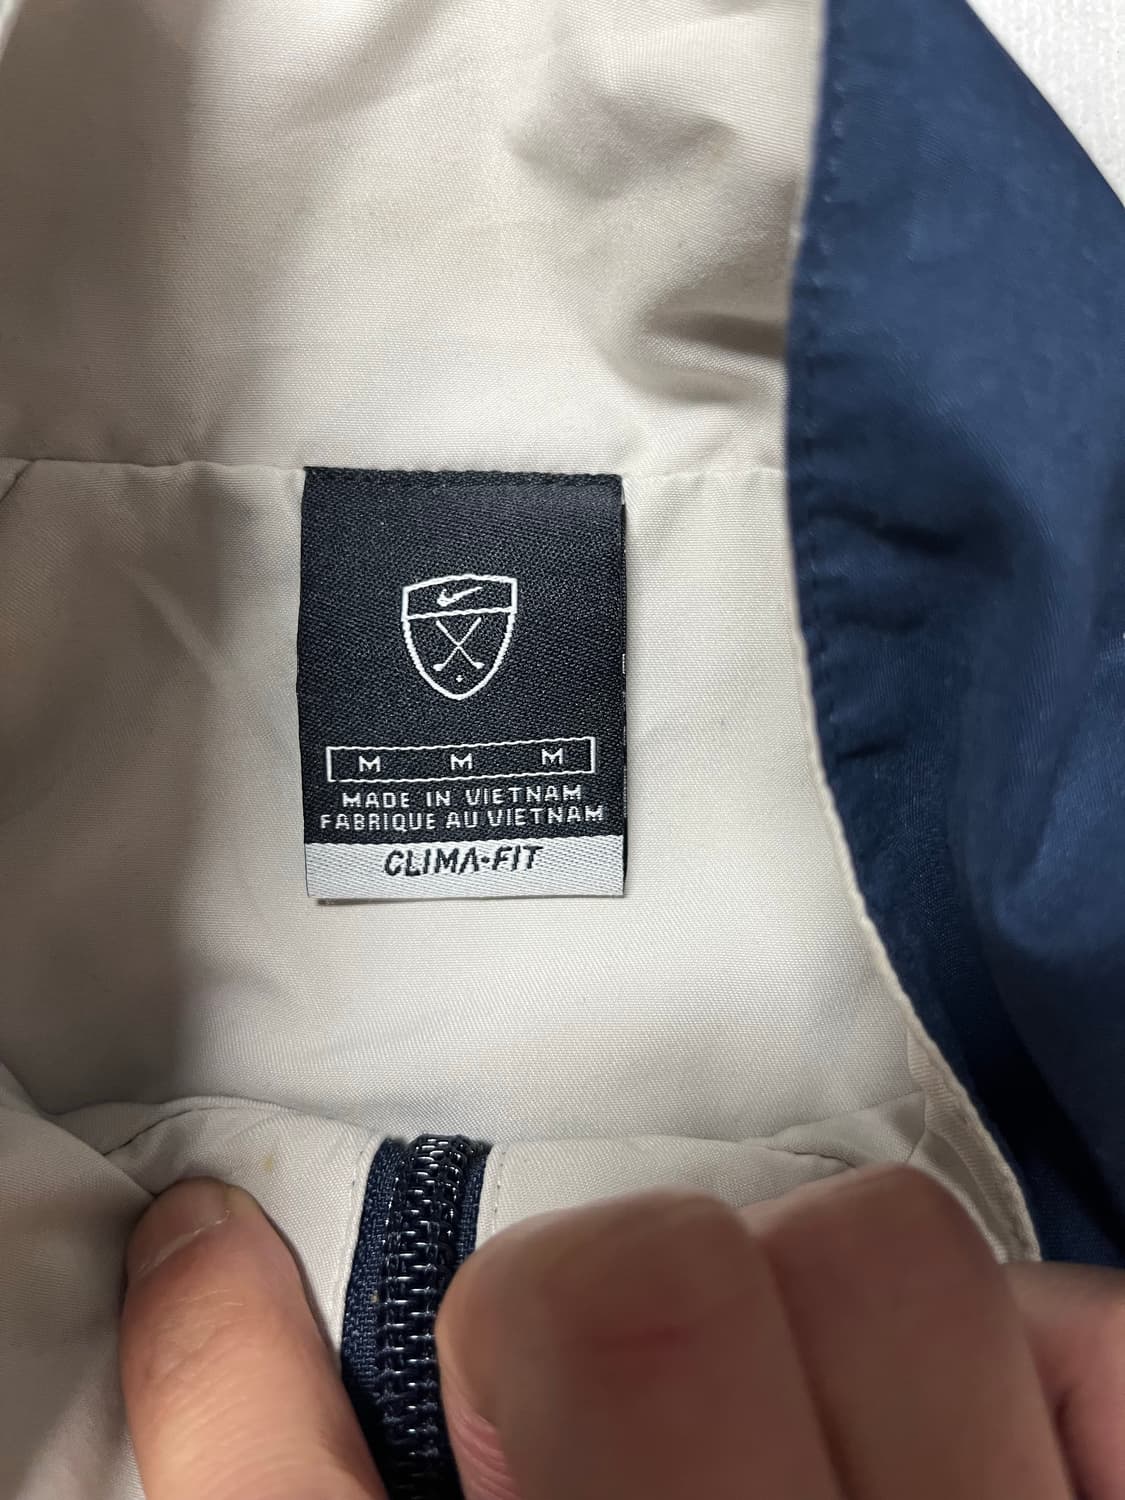 M M M
MADE IN VIETNAM
FABRIQUE AU VIETNAM
CLIMA-FIT